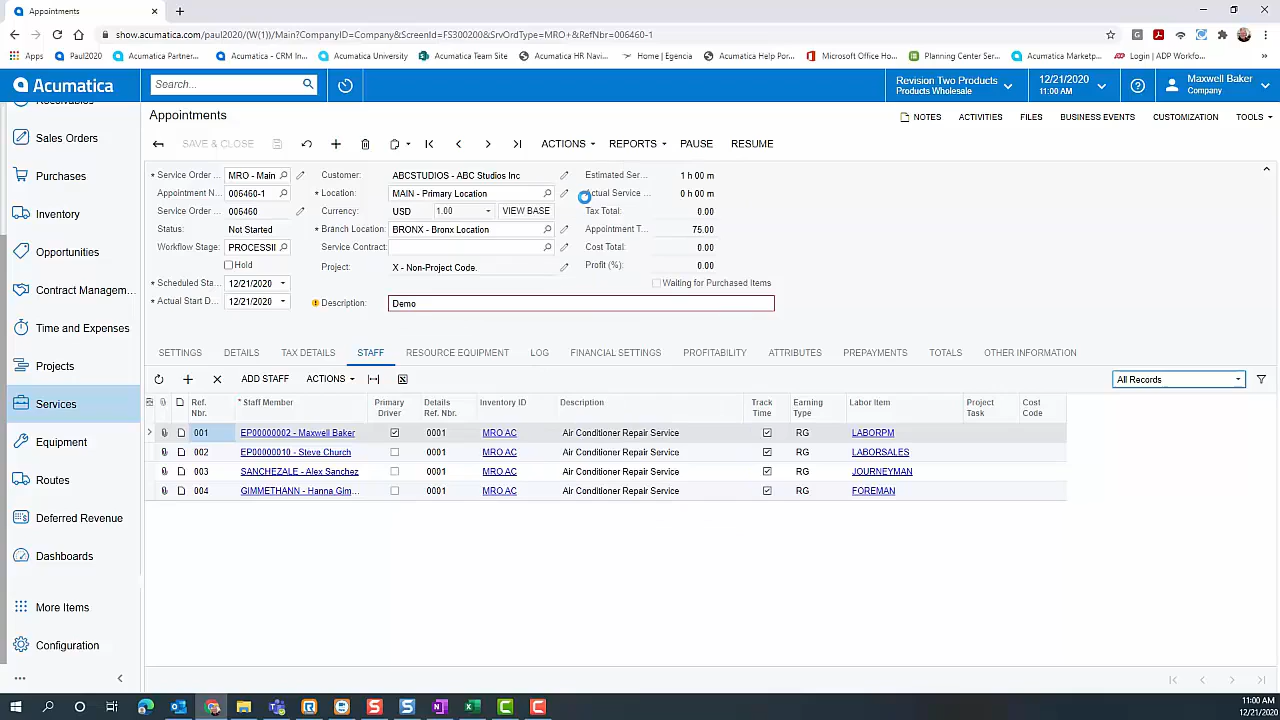 Appointments
show.acumatica.com/paul2020/(W(1))/Main?CompanyID=Company&ScreenId=FS300200&SrvOrdType=MRO+&RefNbr=006460-1
Apps Paul2020 Acumatica Partner... Acumatica - CRM In... Acumatica University Acumatica Team Site Acumatica HR Navi... Home | Egencia Acumatica Help Por... Microsoft Office Ho... Planning Center Ser... Acumatica Marketp... Login | ADP Workfo...
Acumatica Search... Revision Two Products 12/21/2020 Maxwell Baker
Products Wholesale 11:00 AM Company
Receivables
Sales Orders
Purchases
Inventory
Opportunities
Contract Managem...
Time and Expenses
Projects
Services
Equipment
Routes
Deferred Revenue
Dashboards
More Items
Configuration
Appointments NOTES ACTIVITIES FILES BUSINESS EVENTS CUSTOMIZATION TOOLS
SAVE & CLOSE ACTIONS REPORTS PAUSE RESUME
Service Order ... MRO - Main Customer: ABCSTUDIOS - ABC Studios Inc Estimated Ser... 1 h 00 m
Appointment N... 006460-1 * Location: MAIN - Primary Location Actual Service ... 0 h 00 m
Service Order ... 006460 Currency: USD 1.00 VIEW BASE Tax Total: 0.00
Status: Not Started * Branch Location: BRONX - Bronx Location Appointment T... 75.00
Workflow Stage: PROCESSII Service Contract: Cost Total: 0.00
Hold Project: X - Non-Project Code. Profit (%): 0.00
* Scheduled Sta... 12/21/2020 Waiting for Purchased Items
* Actual Start D... 12/21/2020 Description: Demo
SETTINGS DETAILS TAX DETAILS STAFF RESOURCE EQUIPMENT LOG FINANCIAL SETTINGS PROFITABILITY ATTRIBUTES PREPAYMENTS TOTALS OTHER INFORMATION
ADD STAFF ACTIONS All Records
Ref. Nbr. * Staff Member Primary Driver Details Ref. Nbr. Inventory ID Description Track Time Earning Type Labor Item Project Task Cost Code
001 EP00000002 - Maxwell Baker 0001 MRO AC Air Conditioner Repair Service RG LABORPM
002 EP00000010 - Steve Church 0001 MRO AC Air Conditioner Repair Service RG LABORSALES
003 SANCHEZALE - Alex Sanchez 0001 MRO AC Air Conditioner Repair Service RG JOURNEYMAN
004 GIMMETHANN - Hanna GIm... 0001 MRO AC Air Conditioner Repair Service RG FOREMAN
11:00 AM
12/21/2020